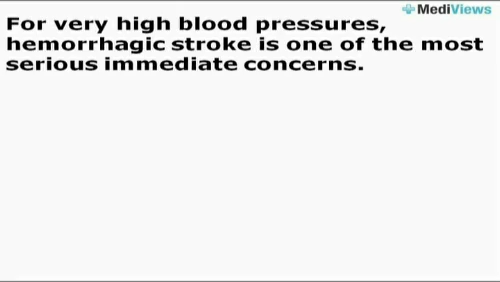 MediViews
For very high blood pressures,
hemorrhagic stroke is one of the most
serious immediate concerns.